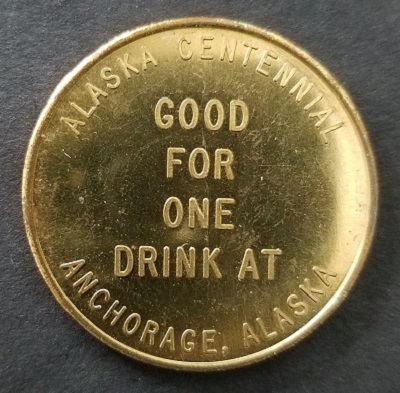 ALASKA CENTENNIAL
GOOD
FOR
ONE
DRINK AT
ANCHORAGE, ALASKA